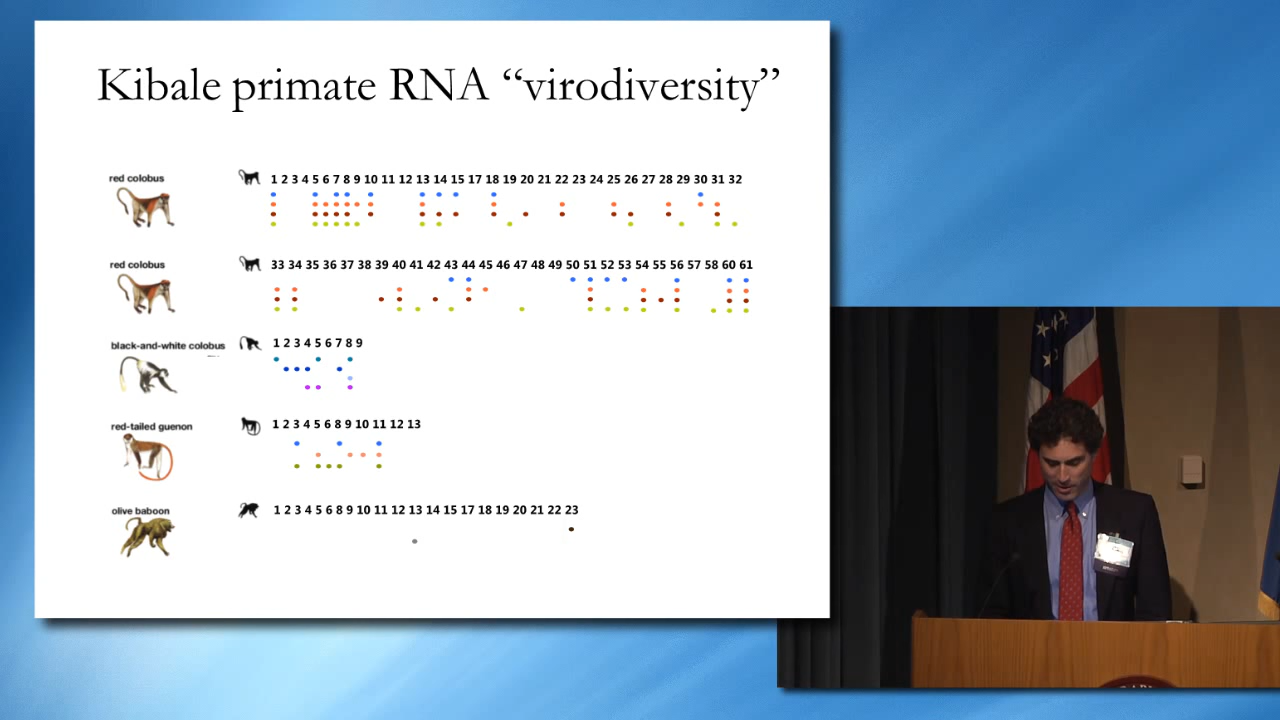 Kibale primate RNA “virodiversity”
red colobus
1 2 3 4 5 6 7 8 9 10 11 12 13 14 15 17 18 19 20 21 22 23 24 25 26 27 28 29 30 31 32
red colobus
33 34 35 36 37 38 39 40 41 42 43 44 45 46 47 48 49 50 51 52 53 54 55 56 57 58 60 61
black-and-white colobus
1 2 3 4 5 6 7 8 9
red-tailed guenon
1 2 3 4 5 6 8 9 10 11 12 13
olive baboon
1 2 3 4 5 6 8 9 10 11 12 13 14 15 17 18 19 20 21 22 23